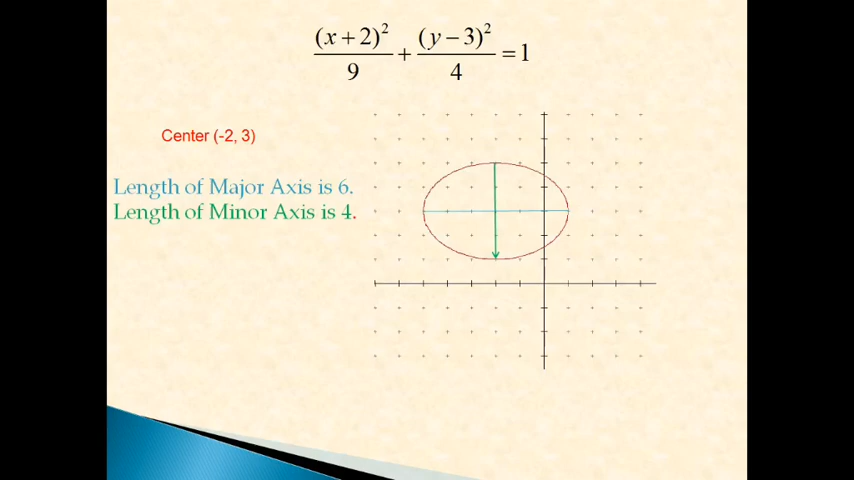 (x + 2)² / 9 + (y − 3)² / 4 = 1
Center (-2, 3)
Length of Major Axis is 6.
Length of Minor Axis is 4.